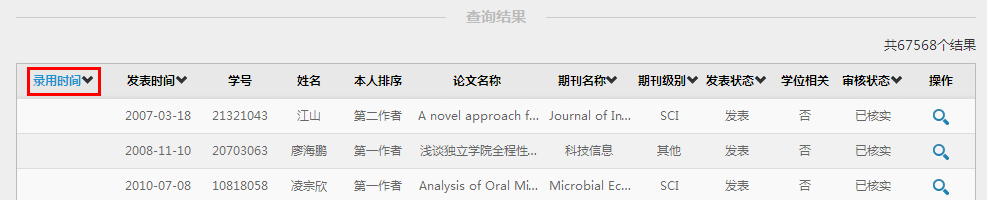 查询结果
共67568个结果
录用时间 发表时间 学号 姓名 本人排序 论文名称 期刊名称 期刊级别 发表状态 学位相关 审核状态 操作
2007-03-18 21321043 江山 第二作者 A novel approach f... Journal of In... SCI 发表 否 已核实
2008-11-10 20703063 廖海鹏 第一作者 浅谈独立学院全程性... 科技信息 其他 发表 否 已核实
2010-07-08 10818058 凌宗欣 第一作者 Analysis of Oral Mi... Microbial Ec... SCI 发表 否 已核实